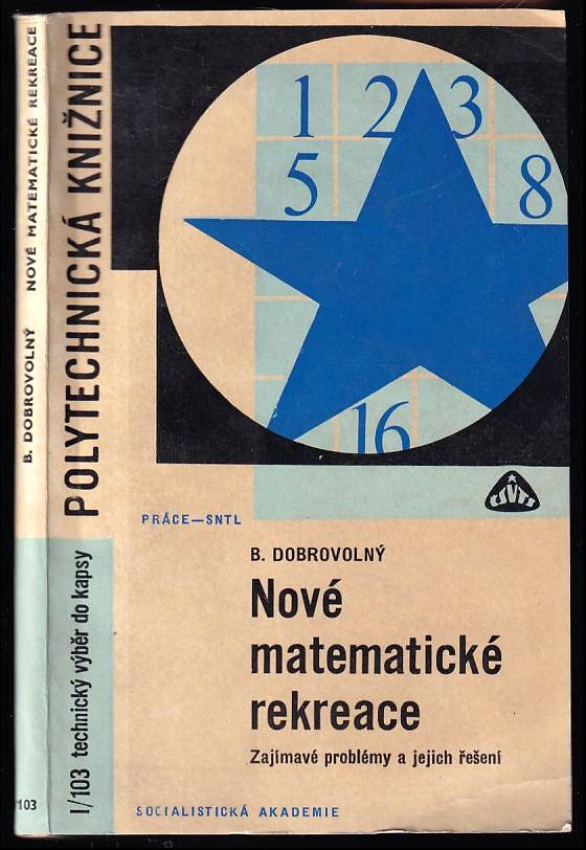 B. DOBROVOLNÝ NOVÉ MATEMATICKÉ REKREACE
103
POLYTECHNICKÁ KNIŽNICE
I/103 technický výběr do kapsy
1 2 3
5 8
16
ČSVTS
PRÁCE—SNTL
B. DOBROVOLNÝ
Nové
matematické
rekreace
Zajímavé problémy a jejich řešení
SOCIALISTICKÁ AKADEMIE